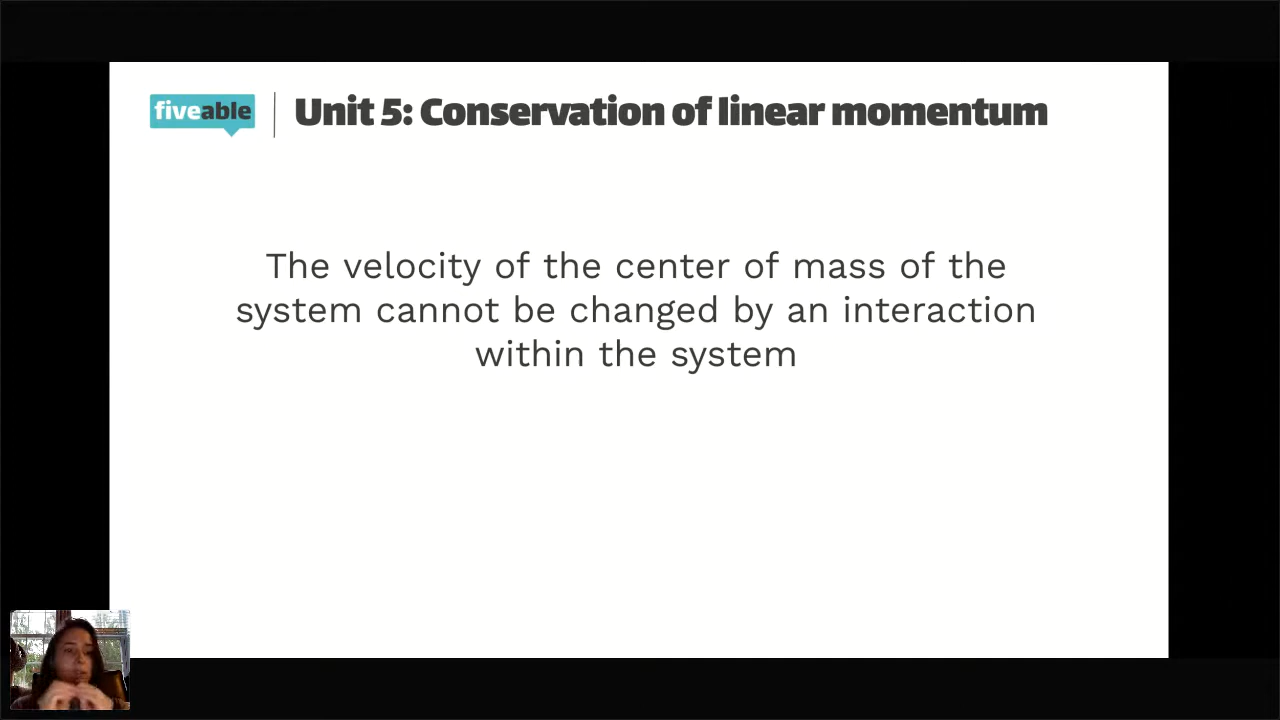 fiveable
Unit 5: Conservation of linear momentum
The velocity of the center of mass of the
system cannot be changed by an interaction
within the system